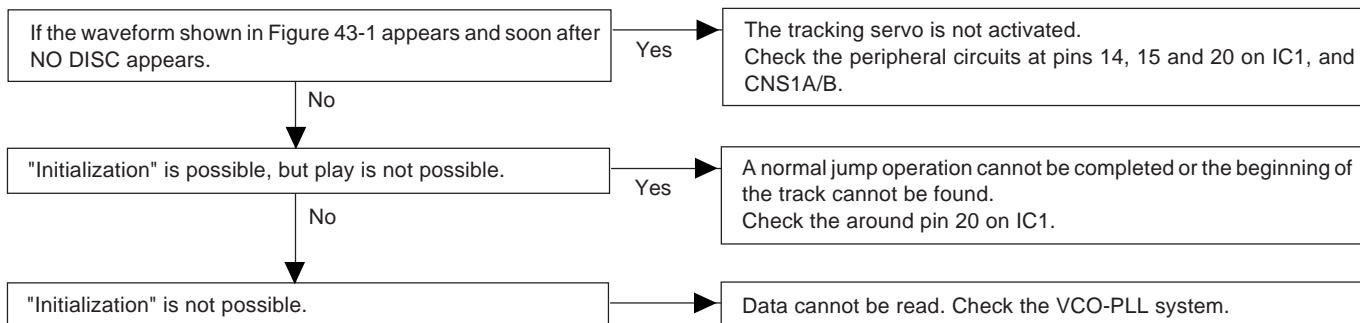 If the waveform shown in Figure 43-1 appears and soon after
NO DISC appears.
Yes
The tracking servo is not activated.
Check the peripheral circuits at pins 14, 15 and 20 on IC1, and
CNS1A/B.
No
"Initialization" is possible, but play is not possible.
Yes
A normal jump operation cannot be completed or the beginning of
the track cannot be found.
Check the around pin 20 on IC1.
No
"Initialization" is not possible.
Data cannot be read. Check the VCO-PLL system.